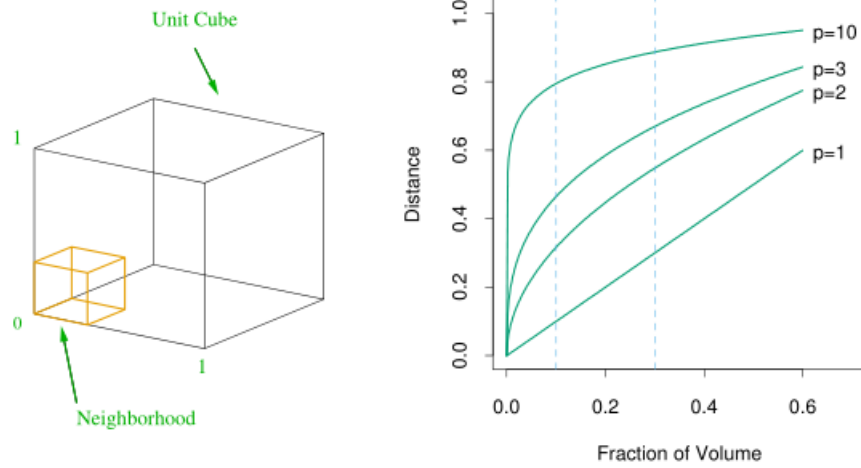 Unit Cube
1
0
1
Neighborhood
1.0
0.8
0.6
0.4
0.2
0.0
Distance
p=10
p=3
p=2
p=1
0.0 0.2 0.4 0.6
Fraction of Volume